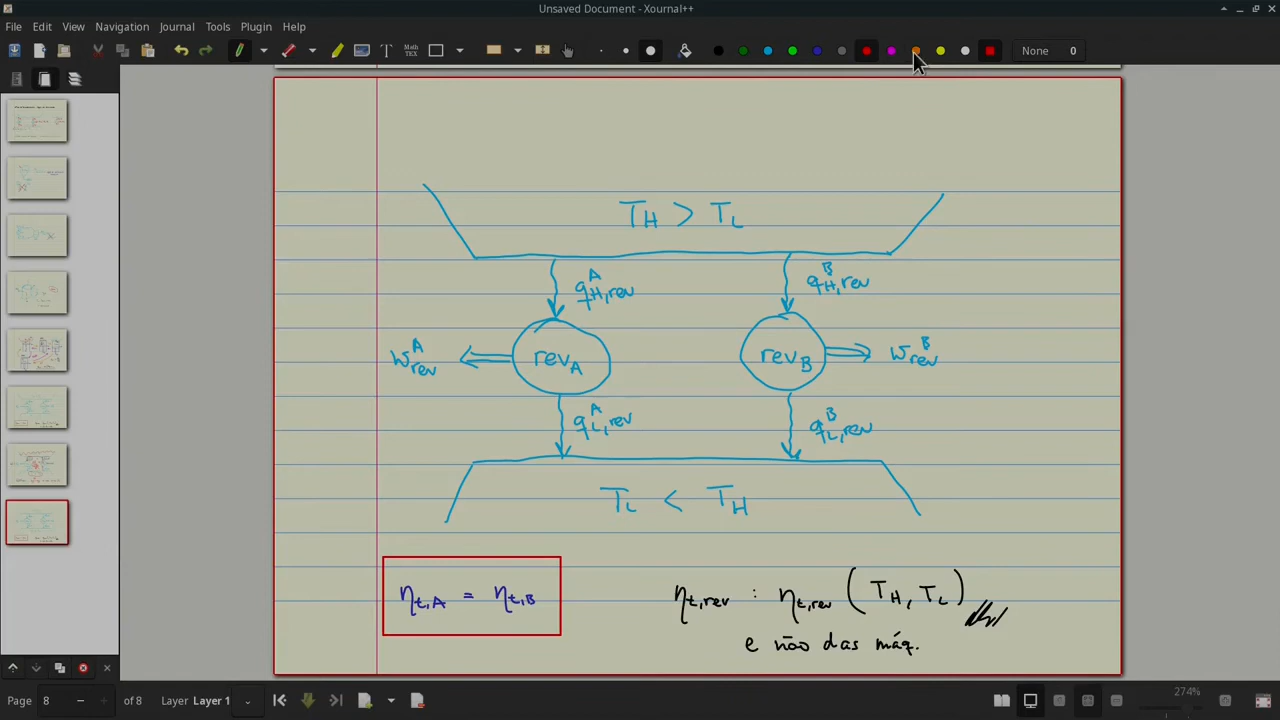 Unsaved Document - Xournal++
File Edit View Navigation Journal Tools Plugin Help
None 0
T_H > T_L
q^A_H,rev q^B_H,rev
W^A_rev rev_A rev_B W^B_rev
q^A_L,rev q^B_L,rev
T_L < T_H
η_t,A = η_t,B
η_t,rev : η_t,rev (T_H, T_L)
e não das máq.
Page 8 of 8 Layer Layer 1 274%